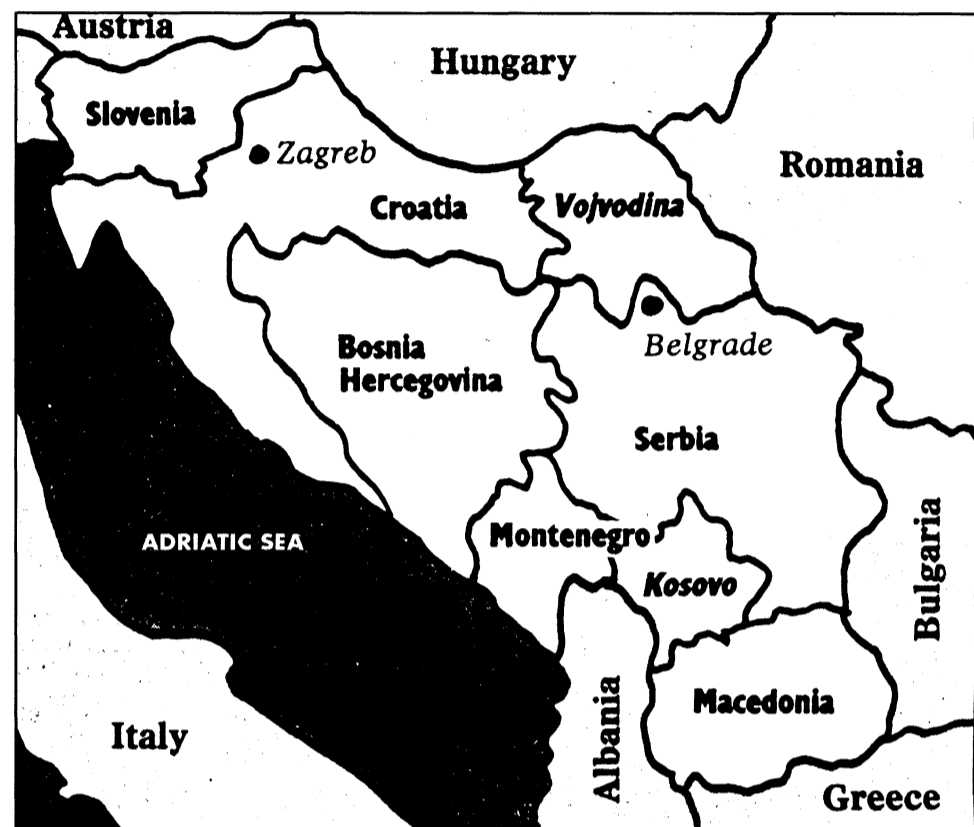 Austria
Hungary
Slovenia
Zagreb
Romania
Croatia
Vojvodina
Belgrade
Bosnia
Hercegovina
Serbia
ADRIATIC SEA
Montenegro
Kosovo
Bulgaria
Macedonia
Italy
Albania
Greece